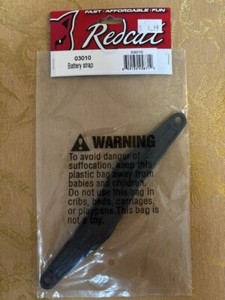 FAST · AFFORDABLE · FUN
Redcat
03010
Battery strap
03010
WARNING
To avoid danger of
suffocation, keep this
plastic bag away from
babies and children.
Do not use this bag in
cribs, beds, carriages,
or playpens. This bag is
not a toy.